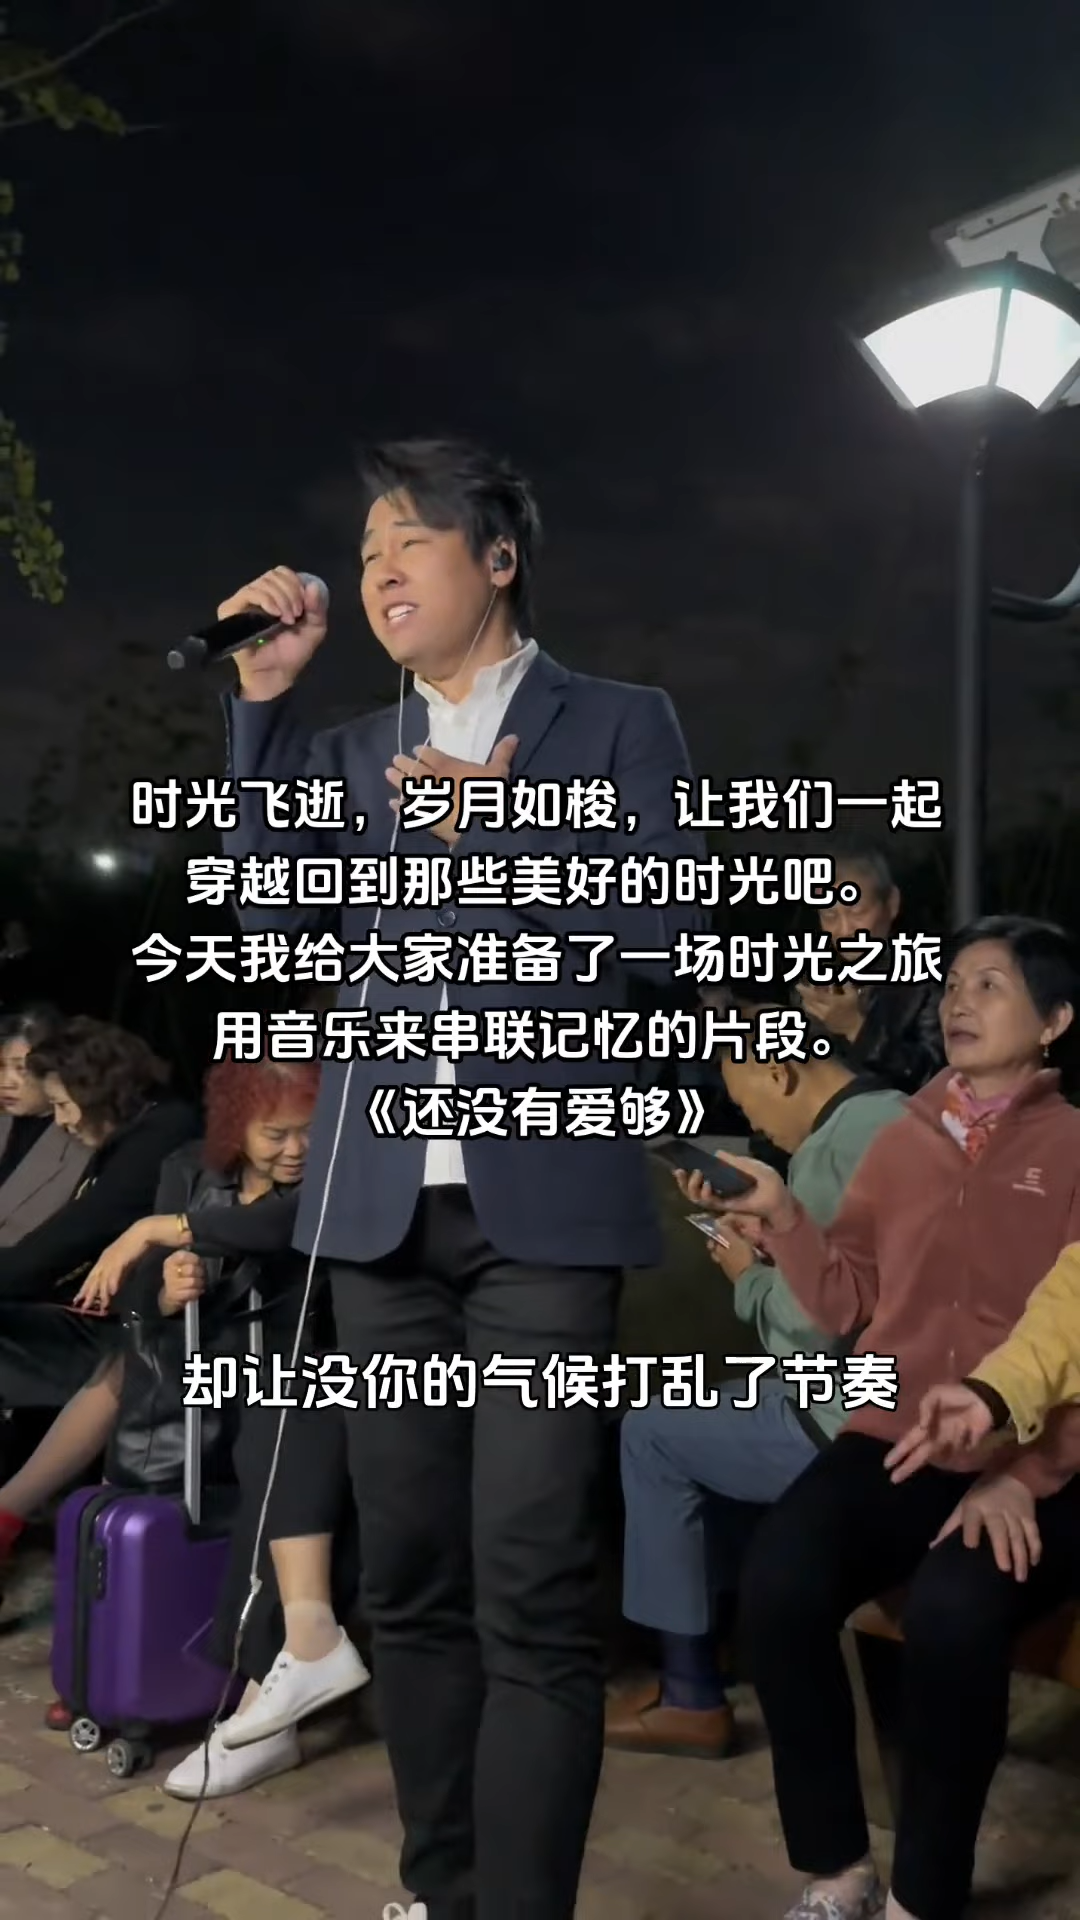 时光飞逝，岁月如梭，让我们一起
穿越回到那些美好的时光吧。
今天我给大家准备了一场时光之旅
用音乐来串联记忆的片段。
《还没有爱够》
却让没你的气候打乱了节奏